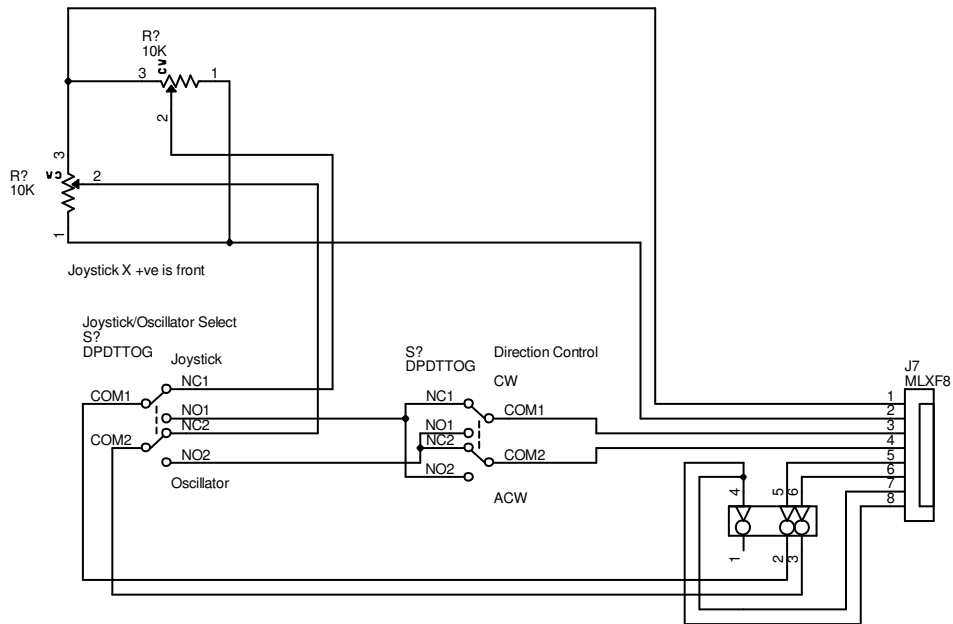 R?
10K
CW
3
1
2
3
R?
10K
CW
2
1
Joystick X +ve is front
Joystick/Oscillator Select
S?
DPDTTOG
Joystick
NC1
COM1
NO1
NC2
COM2
NO2
Oscillator
S?
DPDTTOG
Direction Control
CW
NC1
COM1
NO1
NC2
COM2
NO2
ACW
J7
MLXF8
1
2
3
4
5
6
7
8
4
5
6
1
2
3